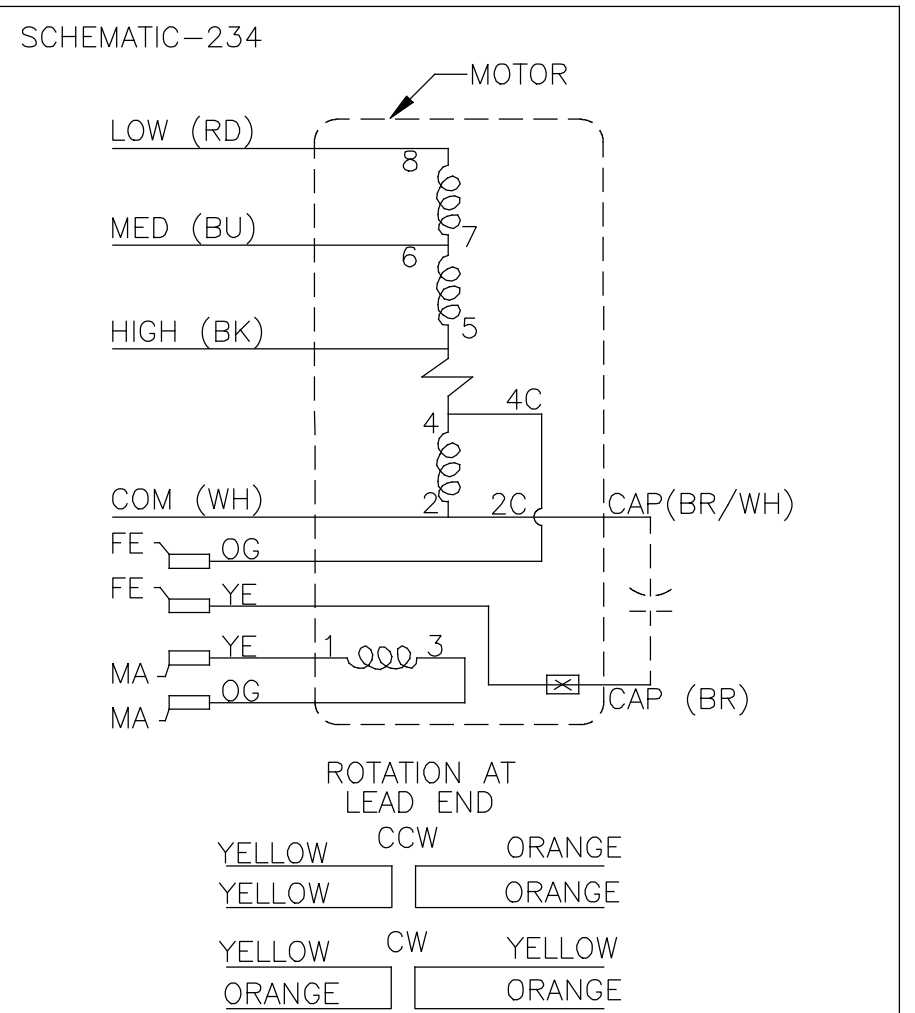 SCHEMATIC-234
MOTOR
LOW (RD)
8
MED (BU)
7
6
HIGH (BK)
5
4C
4
COM (WH)
2
2C
CAP(BR/WH)
FE
OG
FE
YE
YE
1
3
MA
OG
CAP (BR)
MA
ROTATION AT
LEAD END
CCW
YELLOW
ORANGE
YELLOW
ORANGE
CW
YELLOW
YELLOW
ORANGE
ORANGE